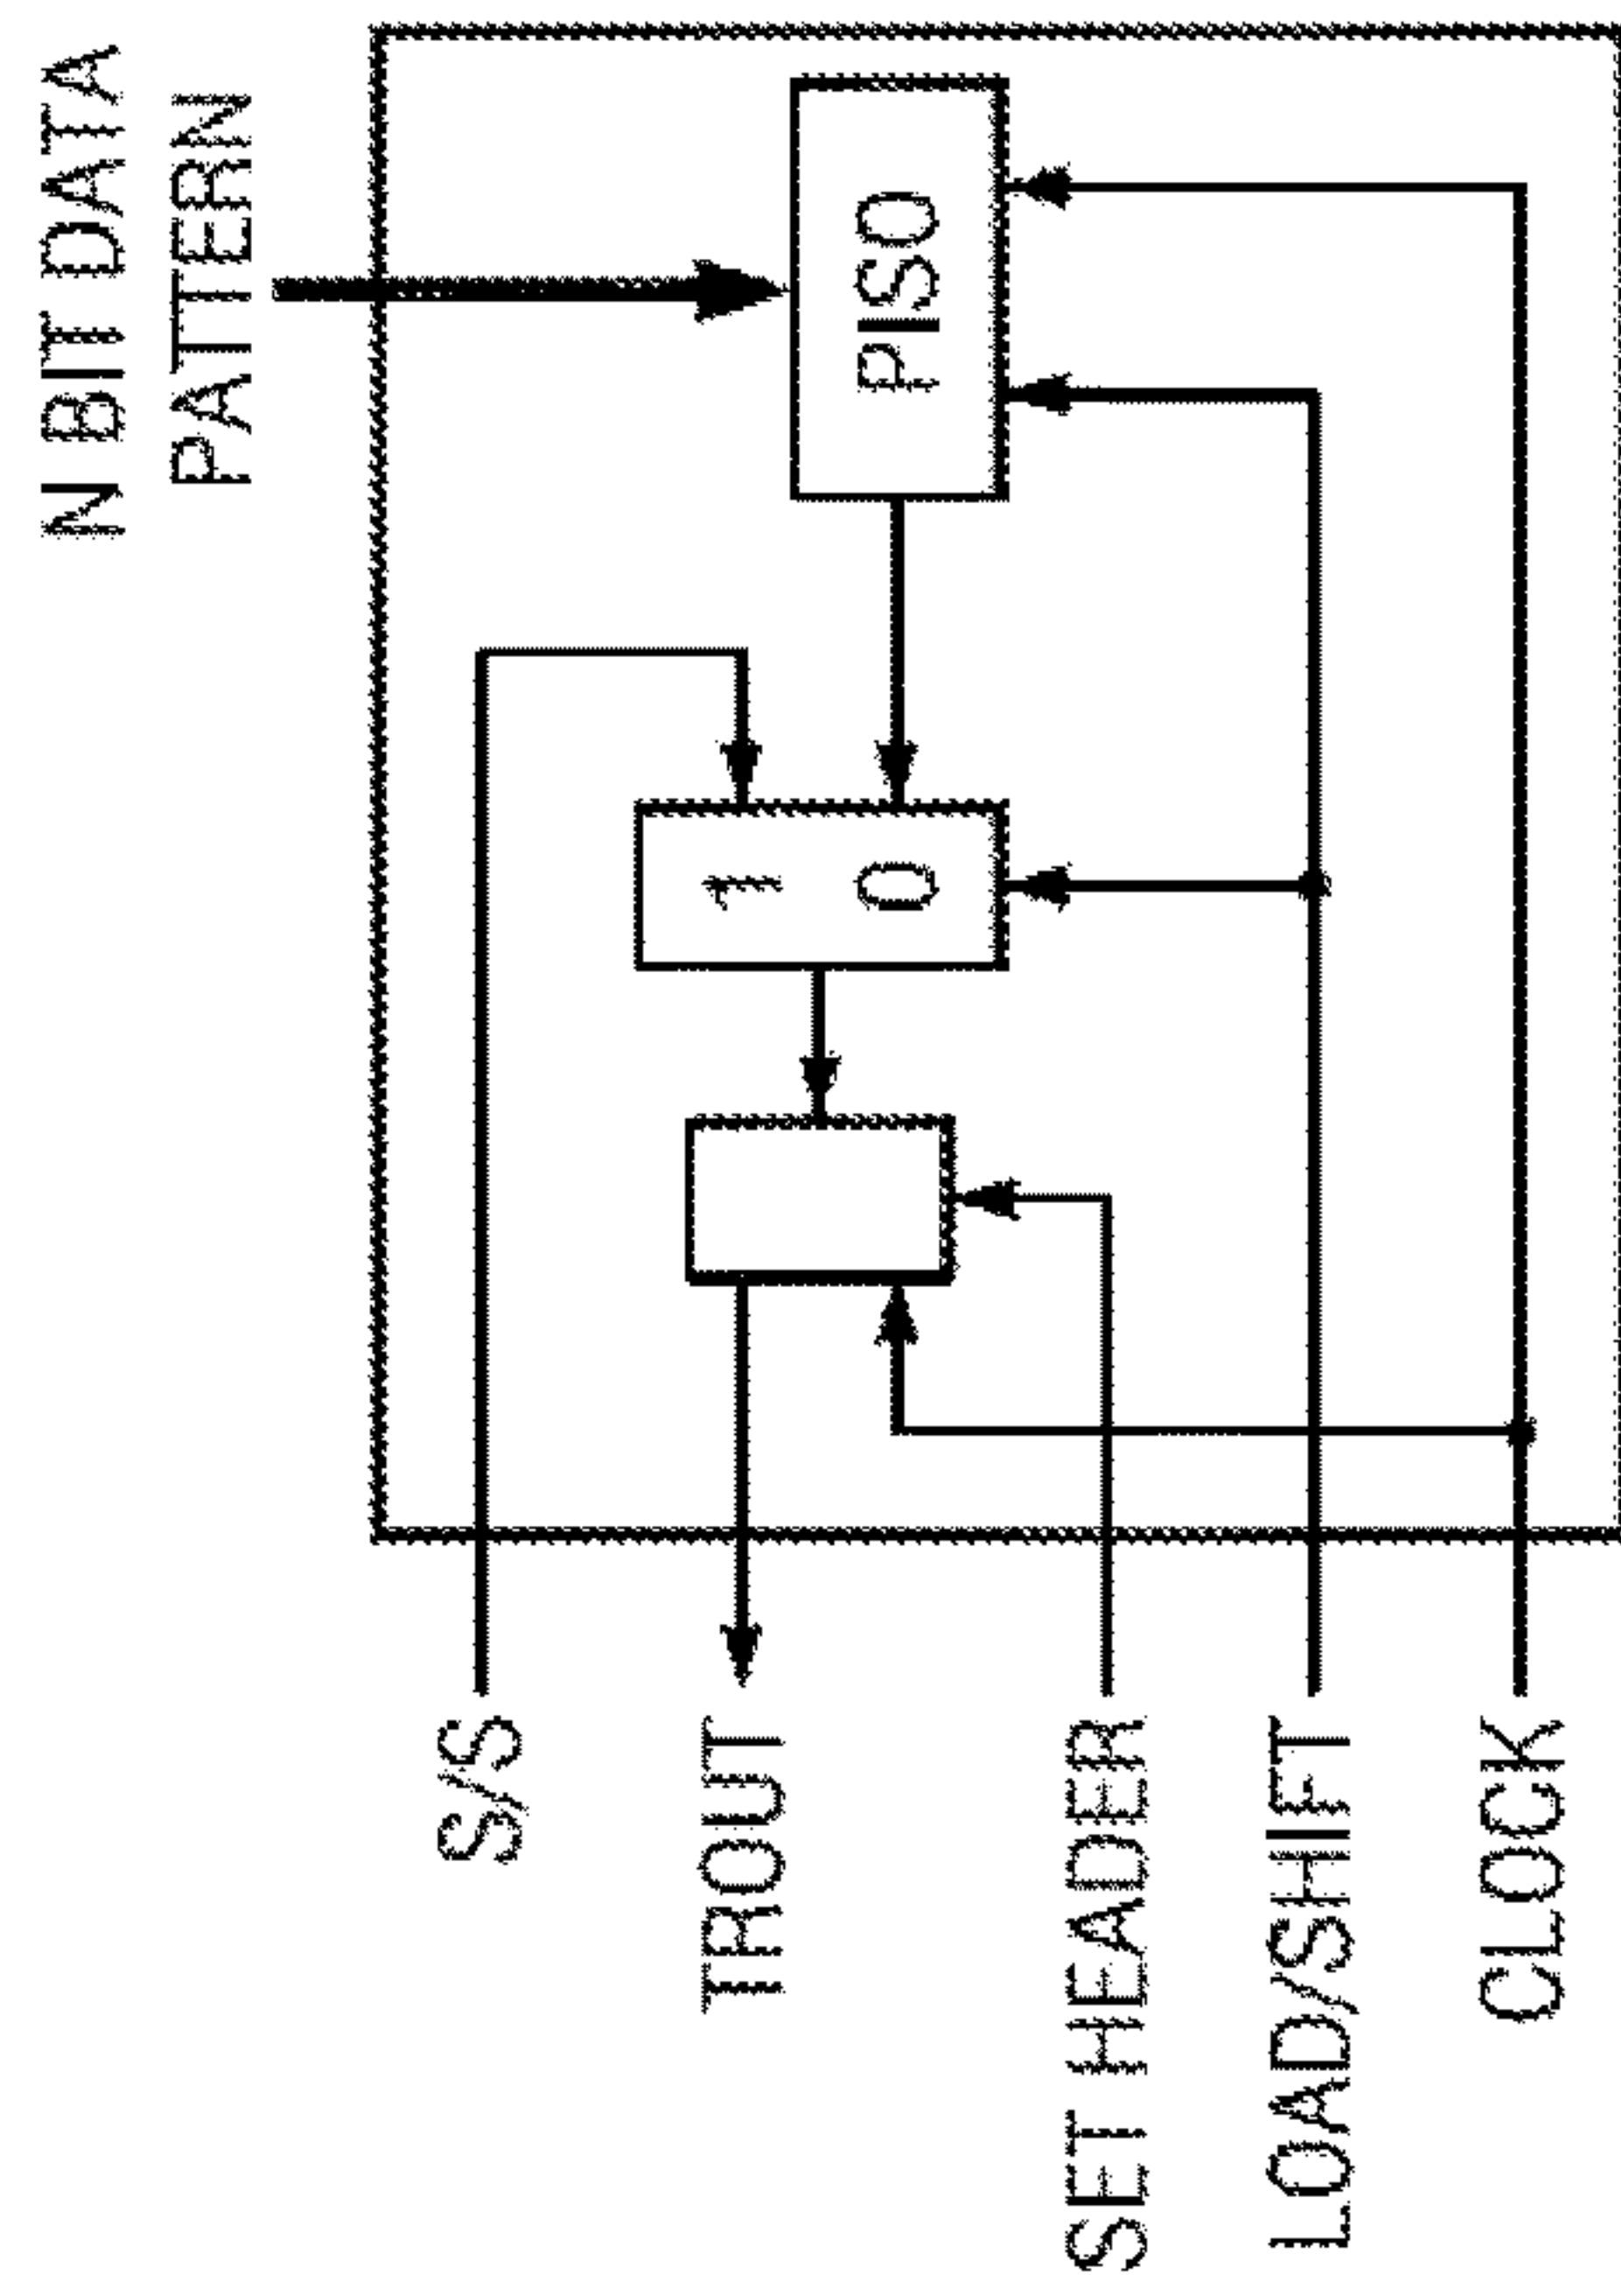 N BIT DATA
PATTERN
PISO
1
0
S/S
TROUT
SET HEADER
LOAD/SHIFT
CLOCK